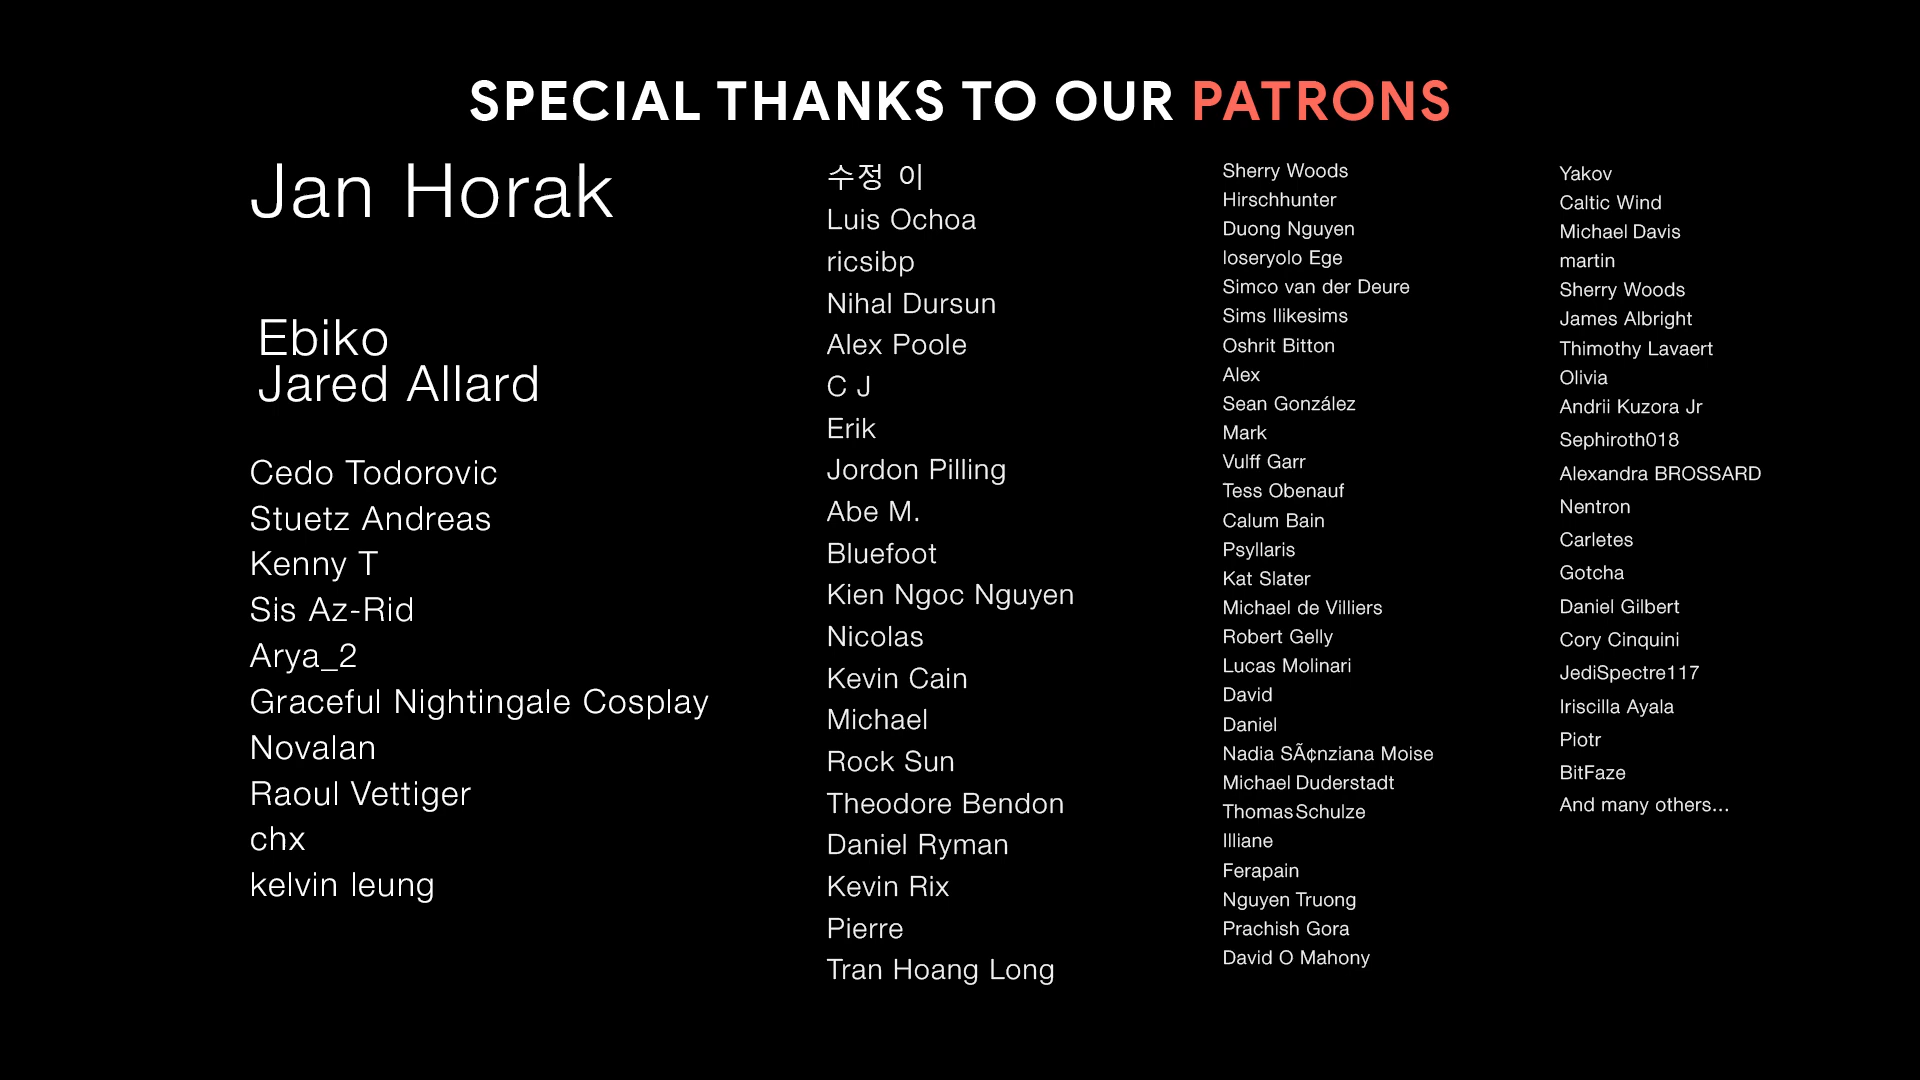 SPECIAL THANKS TO OUR PATRONS
Jan Horak
Ebiko
Jared Allard
Cedo Todorovic
Stuetz Andreas
Kenny T
Sis Az-Rid
Arya_2
Graceful Nightingale Cosplay
Novalan
Raoul Vettiger
chx
kelvin leung
수정 이
Luis Ochoa
ricsibp
Nihal Dursun
Alex Poole
C J
Erik
Jordon Pilling
Abe M.
Bluefoot
Kien Ngoc Nguyen
Nicolas
Kevin Cain
Michael
Rock Sun
Theodore Bendon
Daniel Ryman
Kevin Rix
Pierre
Tran Hoang Long
Sherry Woods
Hirschhunter
Duong Nguyen
loseryolo Ege
Simco van der Deure
Sims Ilikesims
Oshrit Bitton
Alex
Sean González
Mark
Vulff Garr
Tess Obenauf
Calum Bain
Psyllaris
Kat Slater
Michael de Villiers
Robert Gelly
Lucas Molinari
David
Daniel
Nadia SÃ¢nziana Moise
Michael Duderstadt
Thomas Schulze
Illiane
Ferapain
Nguyen Truong
Prachish Gora
David O Mahony
Yakov
Caltic Wind
Michael Davis
martin
Sherry Woods
James Albright
Thimothy Lavaert
Olivia
Andrii Kuzora Jr
Sephiroth018
Alexandra BROSSARD
Nentron
Carletes
Gotcha
Daniel Gilbert
Cory Cinquini
JediSpectre117
Iriscilla Ayala
Piotr
BitFaze
And many others...